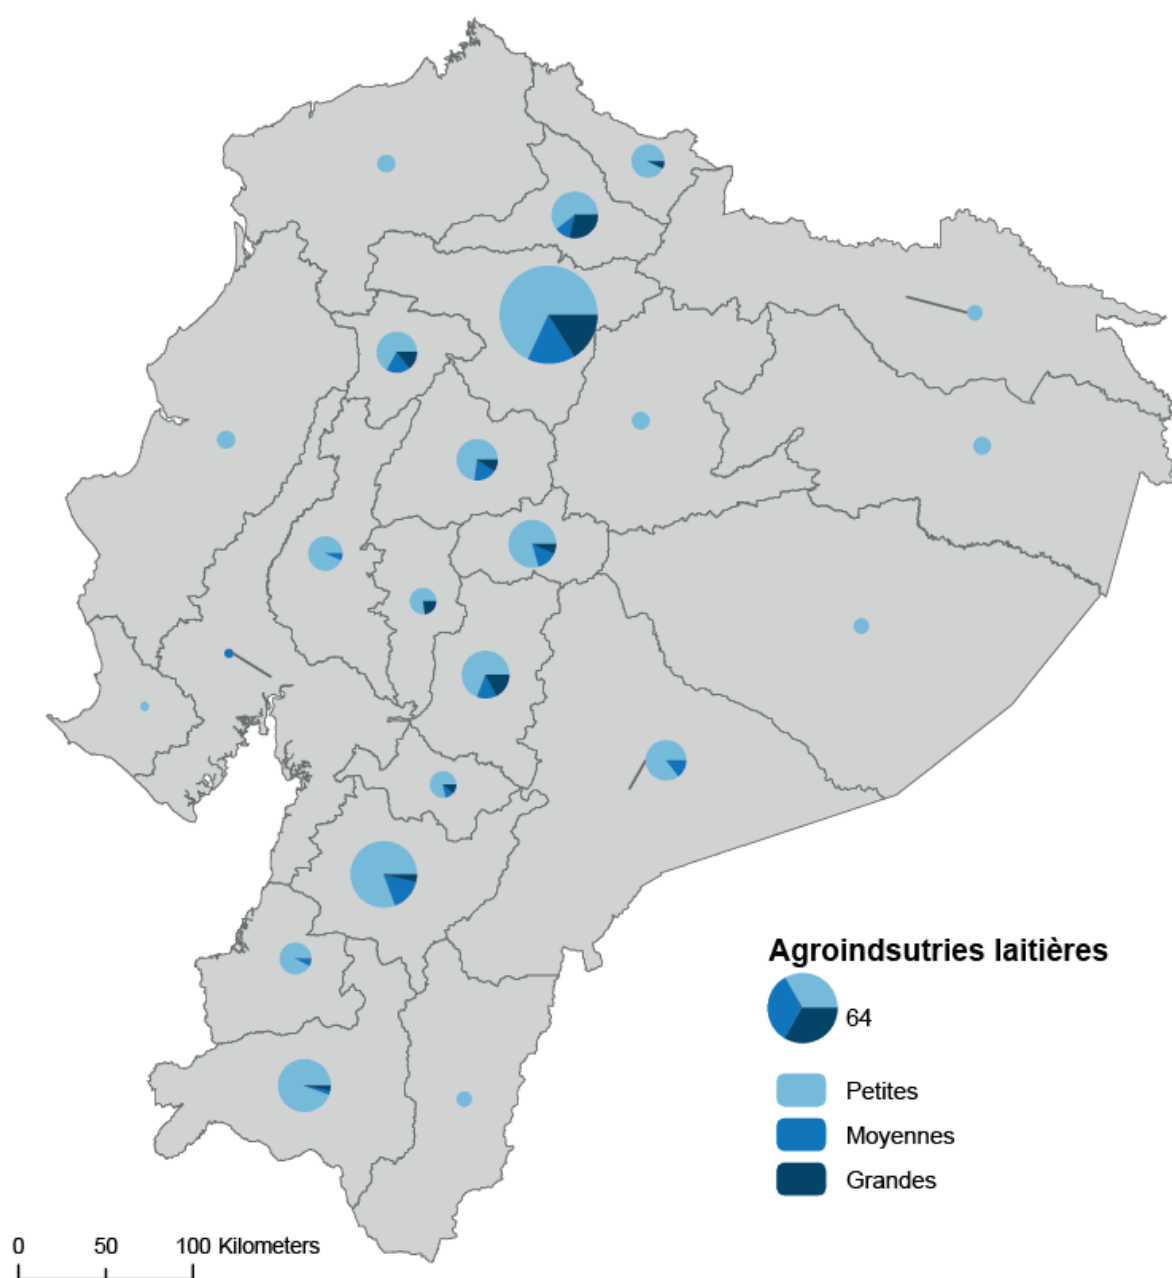 Agroindsutries laitières
64
Petites
Moyennes
Grandes
0 50 100 Kilometers